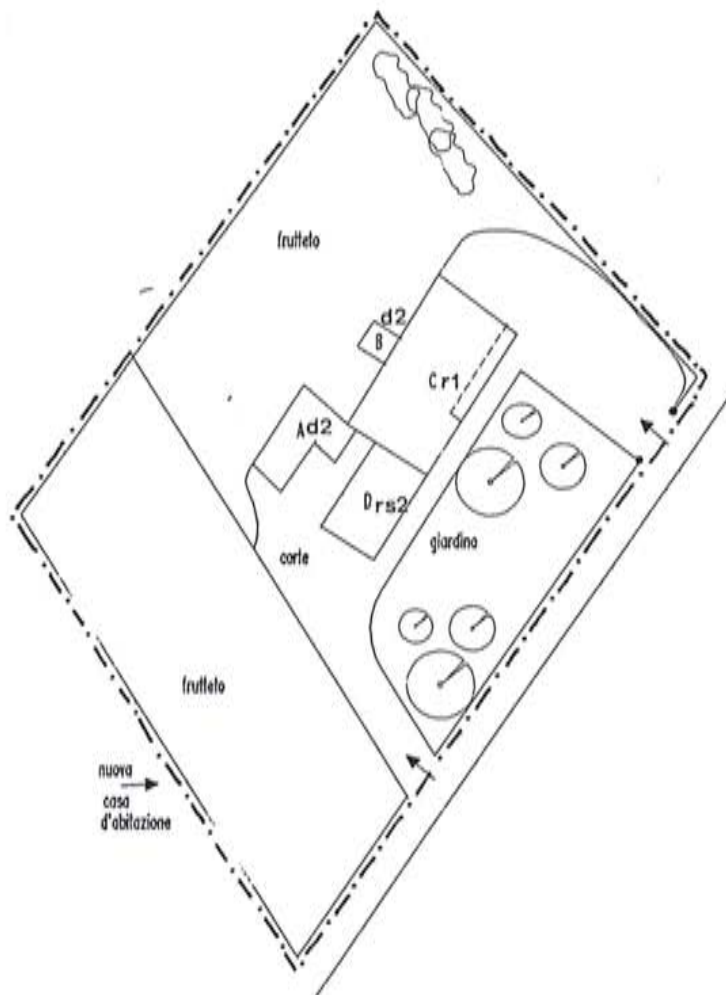 frutteto
d2
B
Cr1
Ad2
Drs2
giardino
corte
frutteto
nuova
casa
d'abitazione